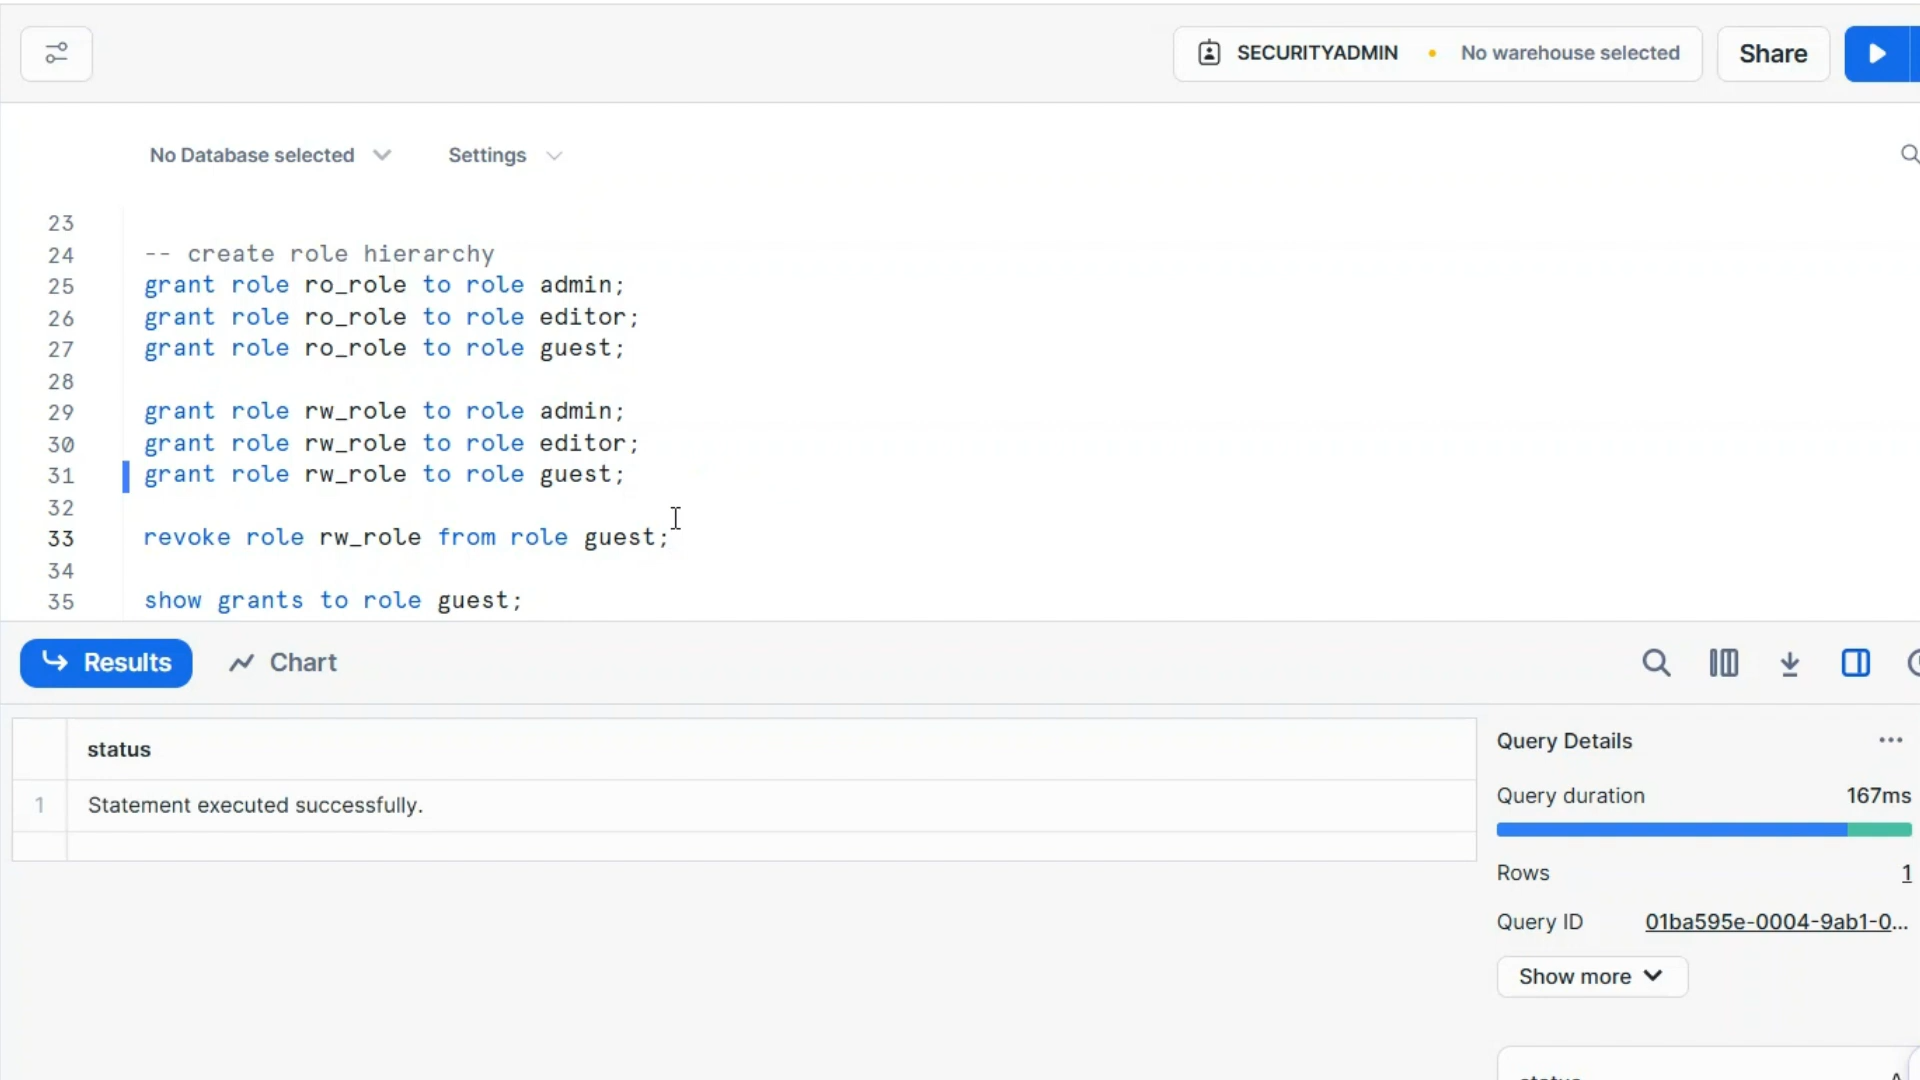 SECURITYADMIN • No warehouse selected
Share
No Database selected
Settings
23
24 -- create role hierarchy
25 grant role ro_role to role admin;
26 grant role ro_role to role editor;
27 grant role ro_role to role guest;
28
29 grant role rw_role to role admin;
30 grant role rw_role to role editor;
31 grant role rw_role to role guest;
32
33 revoke role rw_role from role guest;
34
35 show grants to role guest;
Results
Chart
status
1 Statement executed successfully.
Query Details
...
Query duration 167ms
Rows 1
Query ID 01ba595e-0004-9ab1-0...
Show more